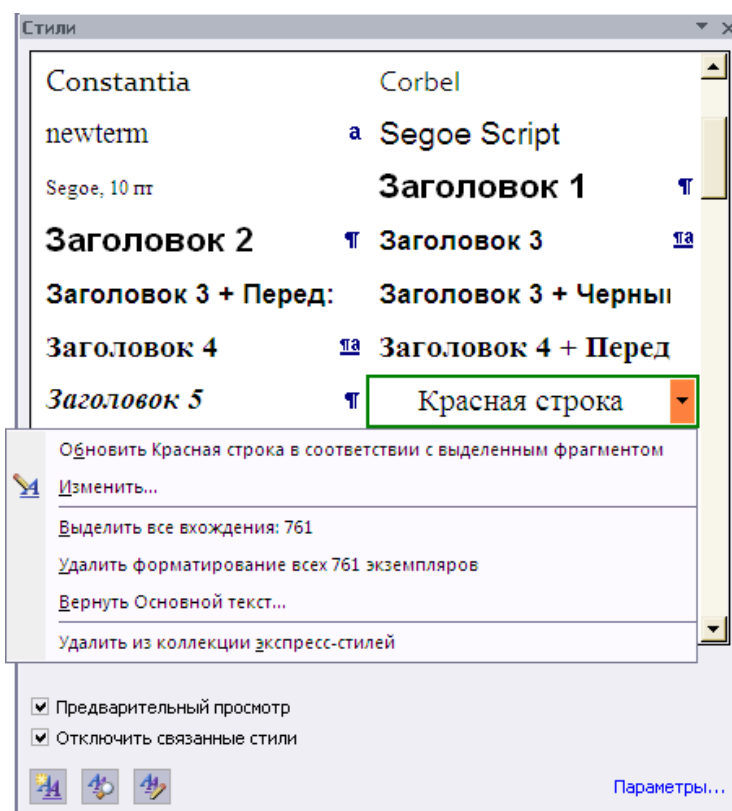 Стили
Constantia Corbel
newterm a Segoe Script
Segoe, 10 пт Заголовок 1 ¶
Заголовок 2 ¶ Заголовок 3 ¶a
Заголовок 3 + Перед: Заголовок 3 + Черны
Заголовок 4 ¶a Заголовок 4 + Перед
Заголовок 5 ¶ Красная строка
Обновить Красная строка в соответствии с выделенным фрагментом
Изменить...
Выделить все вхождения: 761
Удалить форматирование всех 761 экземпляров
Вернуть Основной текст...
Удалить из коллекции экспресс-стилей
Предварительный просмотр
Отключить связанные стили
Параметры...